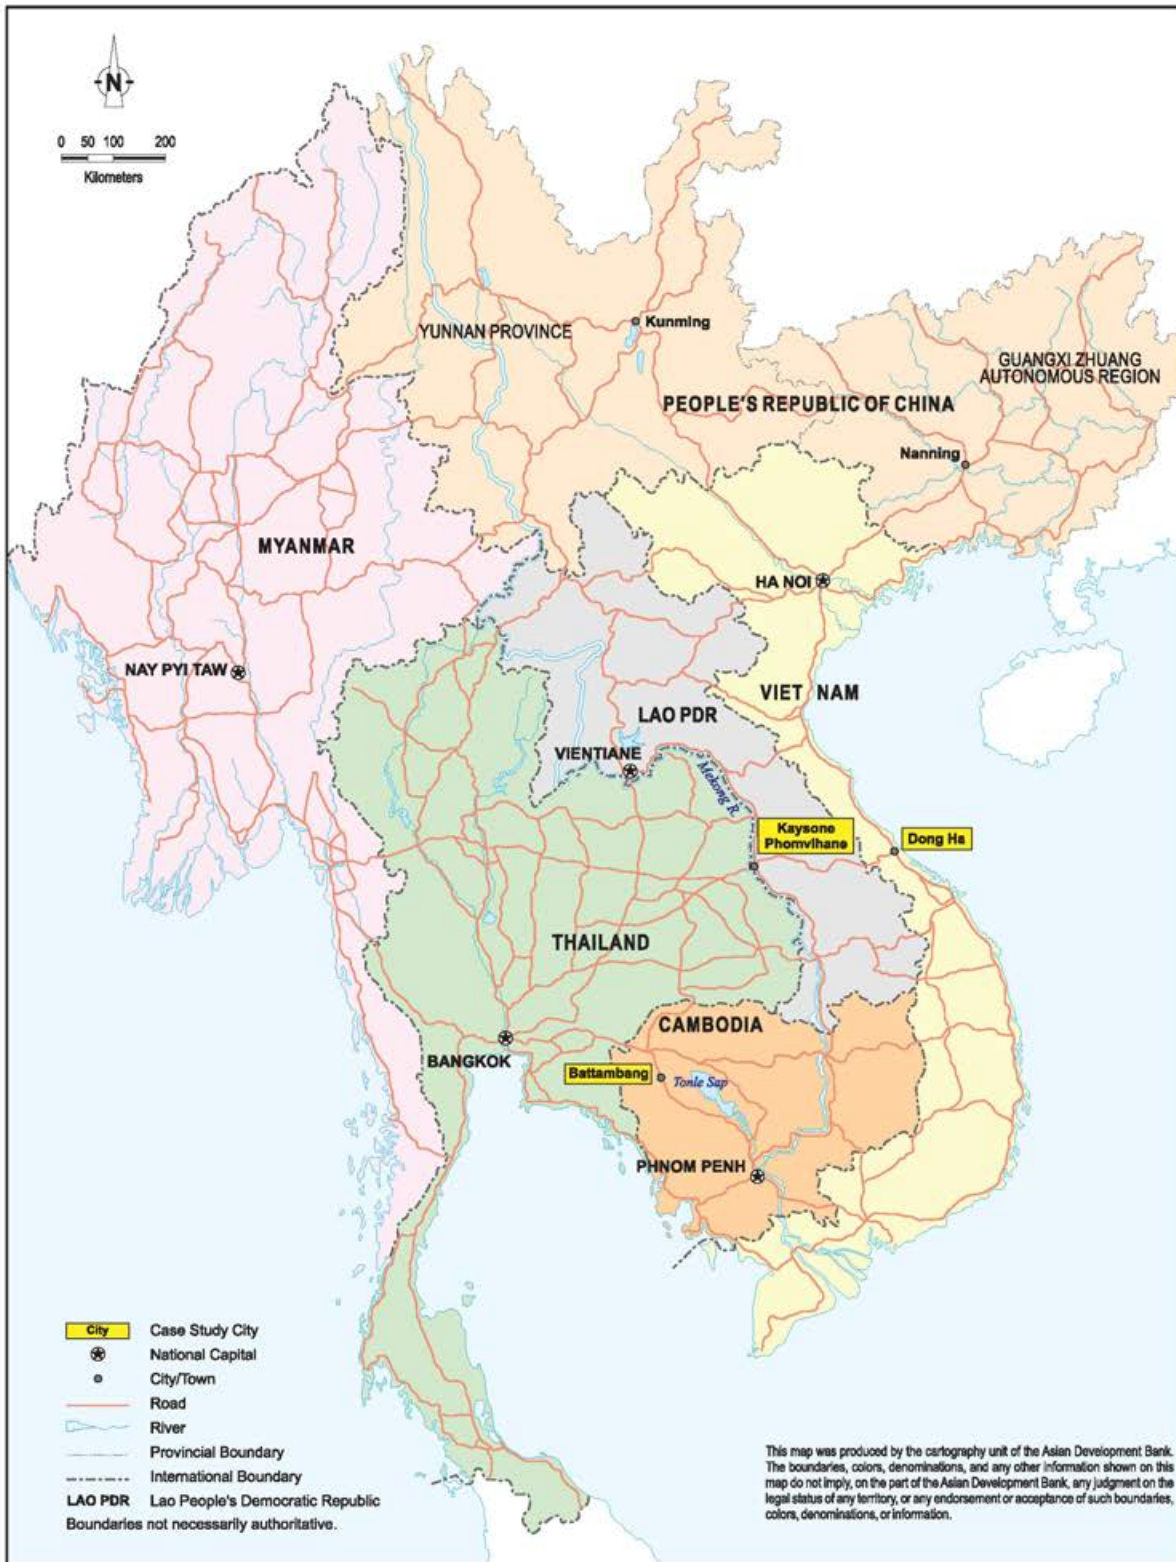 N
0 50 100 200
Kilometers
YUNNAN PROVINCE
Kunming
GUANGXI ZHUANG
AUTONOMOUS REGION
PEOPLE'S REPUBLIC OF CHINA
Nanning
MYANMAR
HA NOI
NAY PYI TAW
VIET NAM
LAO PDR
VIENTIANE
Mekong R.
Kaysone
Phomvihane
Dong Ha
THAILAND
CAMBODIA
BANGKOK
Battambang
Tonle Sap
PHNOM PENH
City Case Study City
National Capital
City/Town
Road
River
Provincial Boundary
International Boundary
LAO PDR Lao People's Democratic Republic
Boundaries not necessarily authoritative.
This map was produced by the cartography unit of the Asian Development Bank.
The boundaries, colors, denominations, and any other information shown on this
map do not imply, on the part of the Asian Development Bank, any judgment on the
legal status of any territory, or any endorsement or acceptance of such boundaries,
colors, denominations, or information.